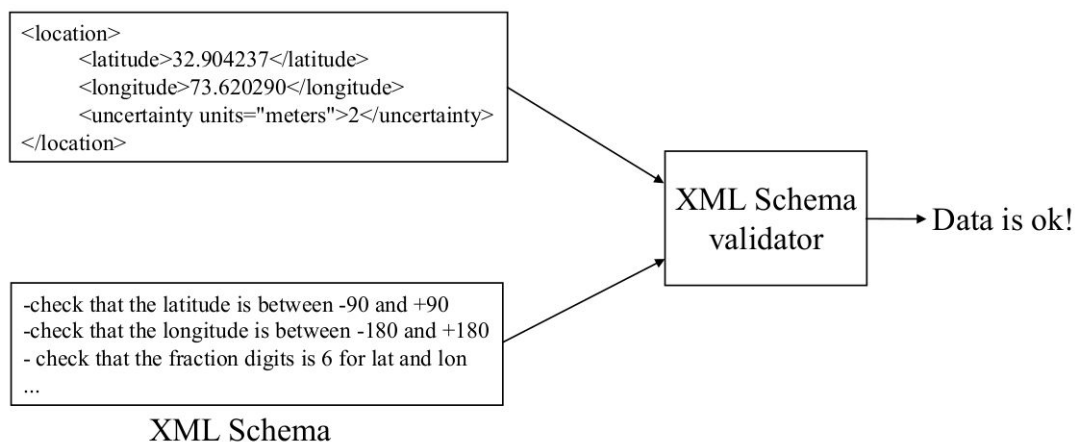 <location>
<latitude>32.904237</latitude>
<longitude>73.620290</longitude>
<uncertainty units="meters">2</uncertainty>
</location>
XML Schema
validator
Data is ok!
-check that the latitude is between -90 and +90
-check that the longitude is between -180 and +180
- check that the fraction digits is 6 for lat and lon
...
XML Schema